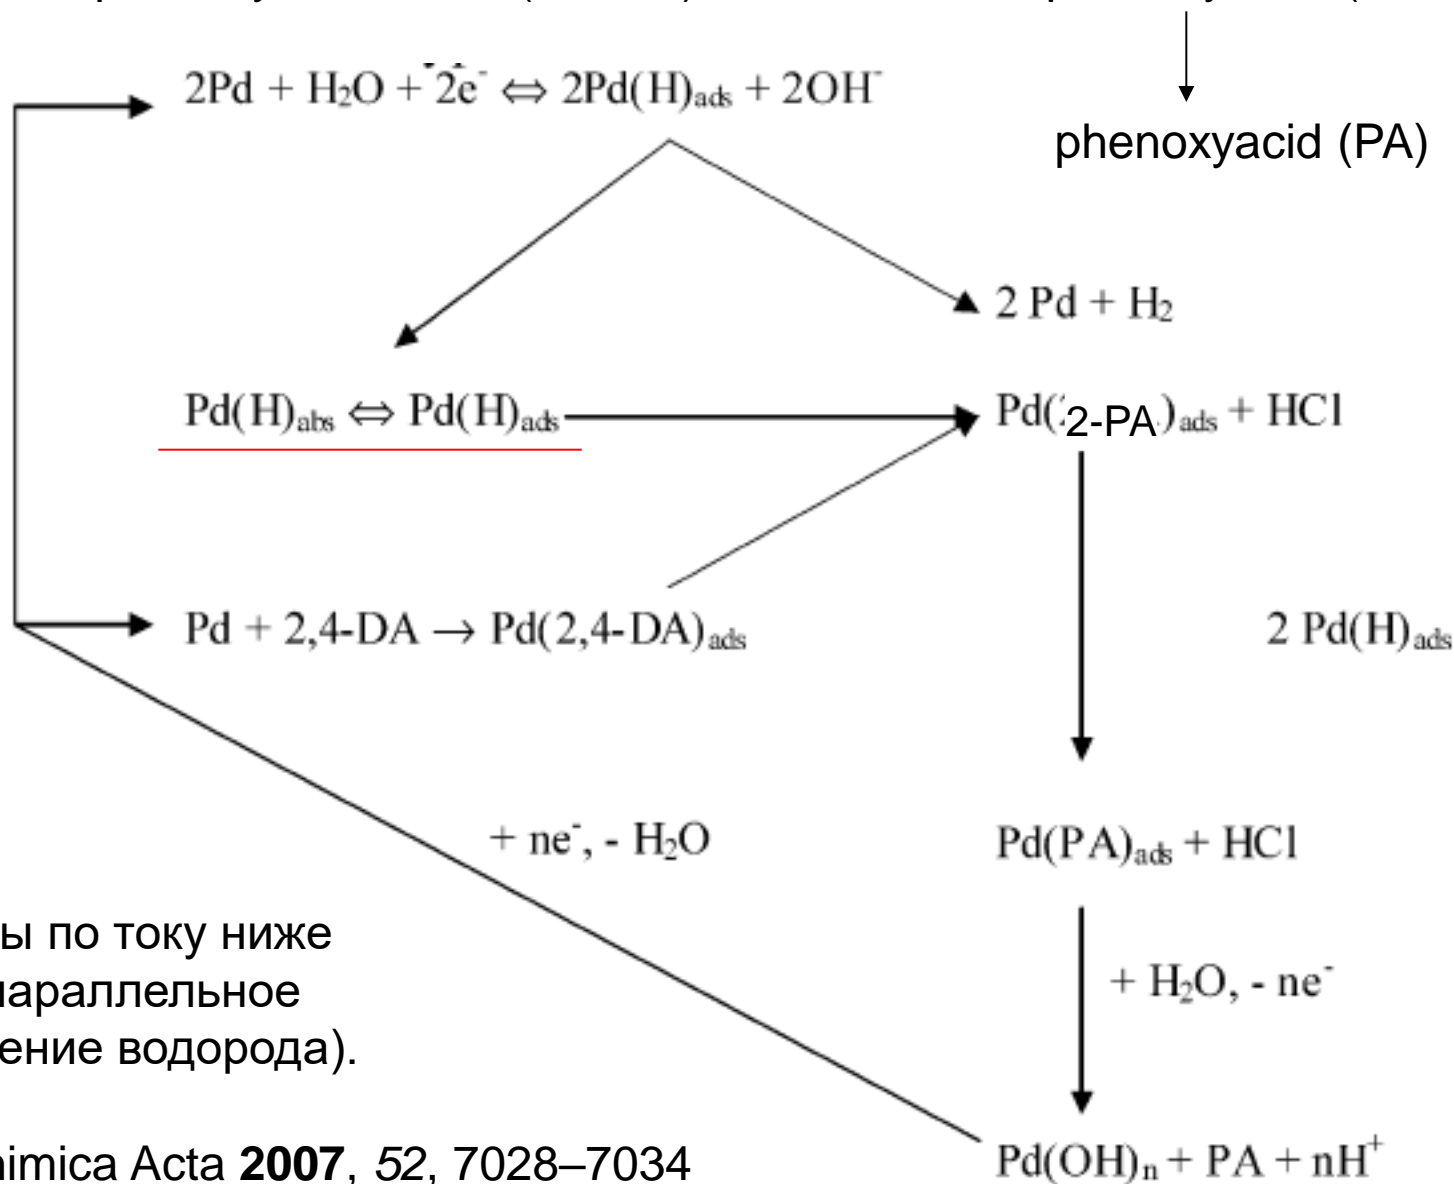 phenoxyacid (PA)
2Pd + H₂O + 2e⁻ ⇔ 2Pd(H)ads + 2OH⁻
2 Pd + H₂
Pd(H)abs ⇔ Pd(H)ads
Pd(2-PA)ads + HCl
Pd + 2,4-DA → Pd(2,4-DA)ads
2 Pd(H)ads
+ ne⁻, - H₂O
Pd(PA)ads + HCl
ы по току ниже
параллельное
ение водорода).
+ H₂O, - ne⁻
himica Acta 2007, 52, 7028–7034
Pd(OH)n + PA + nH⁺